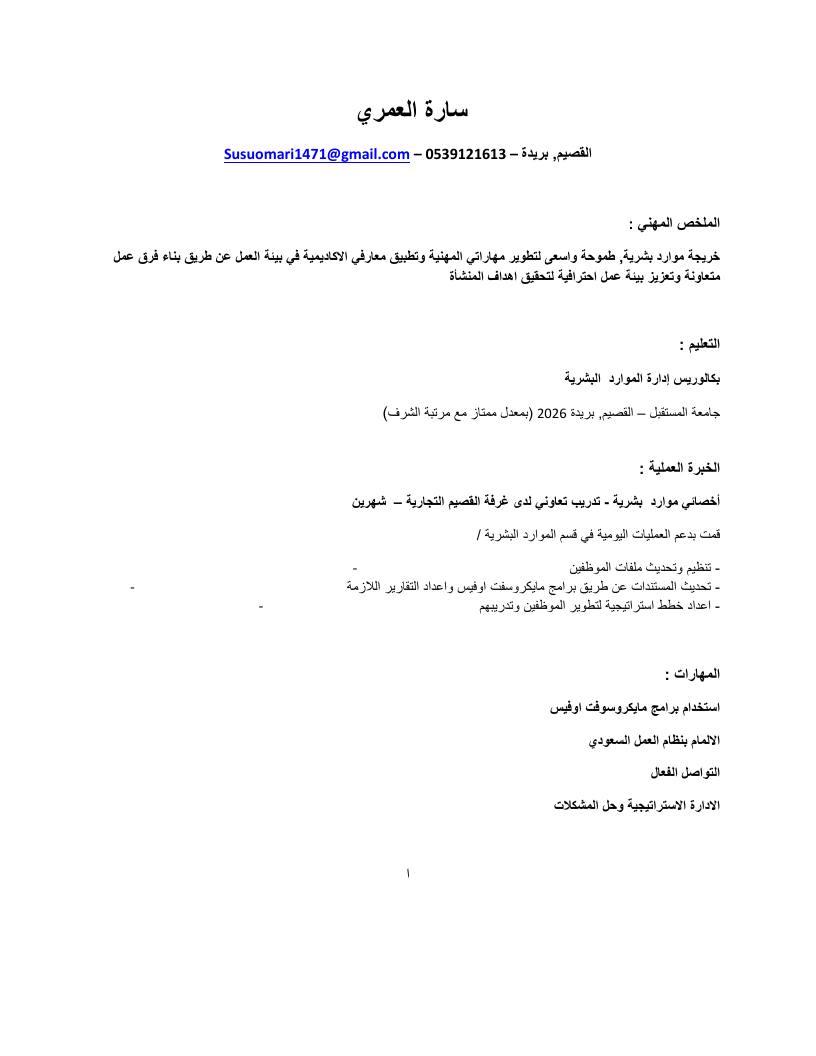 سارة العمري
القصيم, بريدة – 0539121613 – Susuomari1471@gmail.com
الملخص المهني :
خريجة موارد بشرية, طموحة واسعى لتطوير مهاراتي المهنية وتطبيق معارفي الاكاديمية في بيئة العمل عن طريق بناء فرق عمل
متعاونة وتعزيز بيئة عمل احترافية لتحقيق اهداف المنشأة
التعليم :
بكالوريس إدارة الموارد البشرية
جامعة المستقبل – القصيم, بريدة 2026 (بمعدل ممتاز مع مرتبة الشرف)
الخبرة العملية :
أخصائي موارد بشرية - تدريب تعاوني لدى غرفة القصيم التجارية – شهرين
قمت بدعم العمليات اليومية في قسم الموارد البشرية /
- تنظيم وتحديث ملفات الموظفين -
- تحديث المستندات عن طريق برامج مايكروسفت اوفيس واعداد التقارير اللازمة -
- اعداد خطط استراتيجية لتطوير الموظفين وتدريبهم -
المهارات :
استخدام برامج مايكروسوفت اوفيس
الالمام بنظام العمل السعودي
التواصل الفعال
الادارة الاستراتيجية وحل المشكلات
١